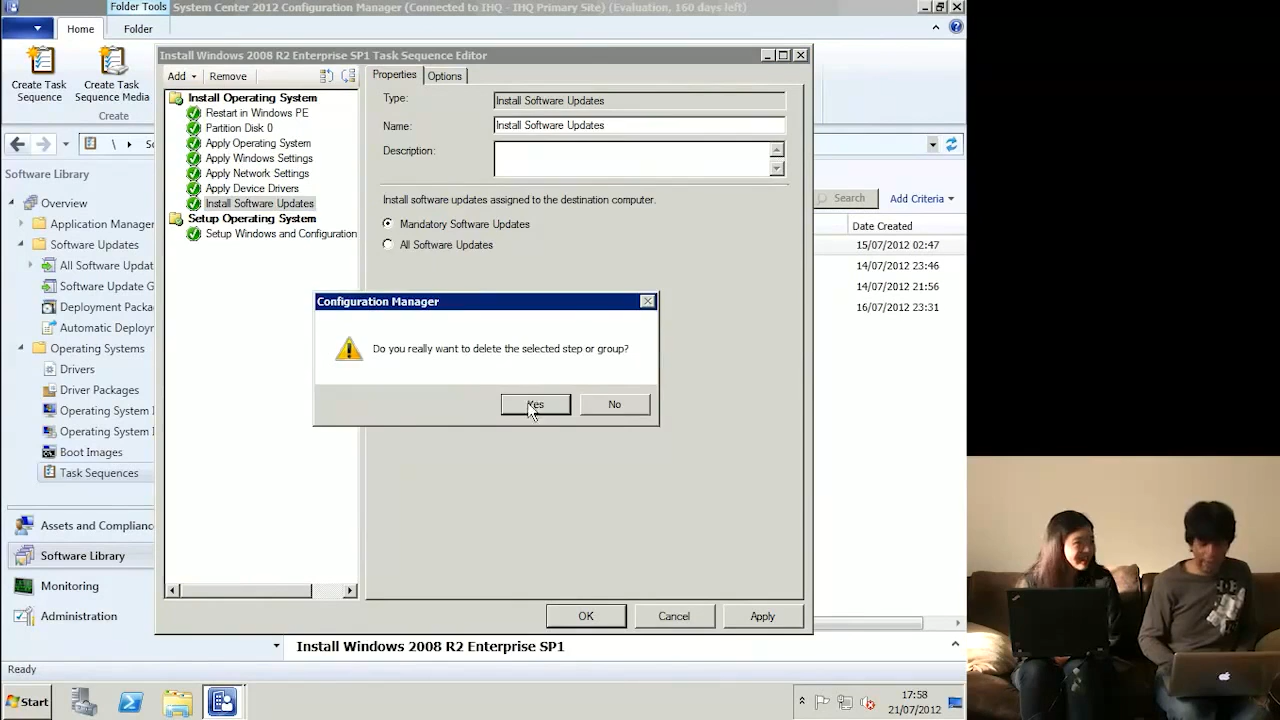 Folder Tools
System Center 2012 Configuration Manager (Connected to IHQ - IHQ Primary Site) (Evaluation, 160 days left)
Home
Folder
Create Task Sequence
Create Task Sequence Media
Create
\
Software Library
Overview
Application Manager
Software Updates
All Software Updat
Software Update G
Deployment Packa
Automatic Deployr
Operating Systems
Drivers
Driver Packages
Operating System I
Operating System I
Boot Images
Task Sequences
Assets and Complianc
Software Library
Monitoring
Administration
Install Windows 2008 R2 Enterprise SP1 Task Sequence Editor
Add
Remove
Install Operating System
Restart in Windows PE
Partition Disk 0
Apply Operating System
Apply Windows Settings
Apply Network Settings
Apply Device Drivers
Install Software Updates
Setup Operating System
Setup Windows and Configuration
Properties
Options
Type:
Install Software Updates
Name:
Install Software Updates
Description:
Install software updates assigned to the destination computer.
Mandatory Software Updates
All Software Updates
Configuration Manager
Do you really want to delete the selected step or group?
Yes
No
OK
Cancel
Apply
Search
Add Criteria
Date Created
15/07/2012 02:47
14/07/2012 23:46
14/07/2012 21:56
16/07/2012 23:31
Install Windows 2008 R2 Enterprise SP1
Ready
Start
17:58
21/07/2012